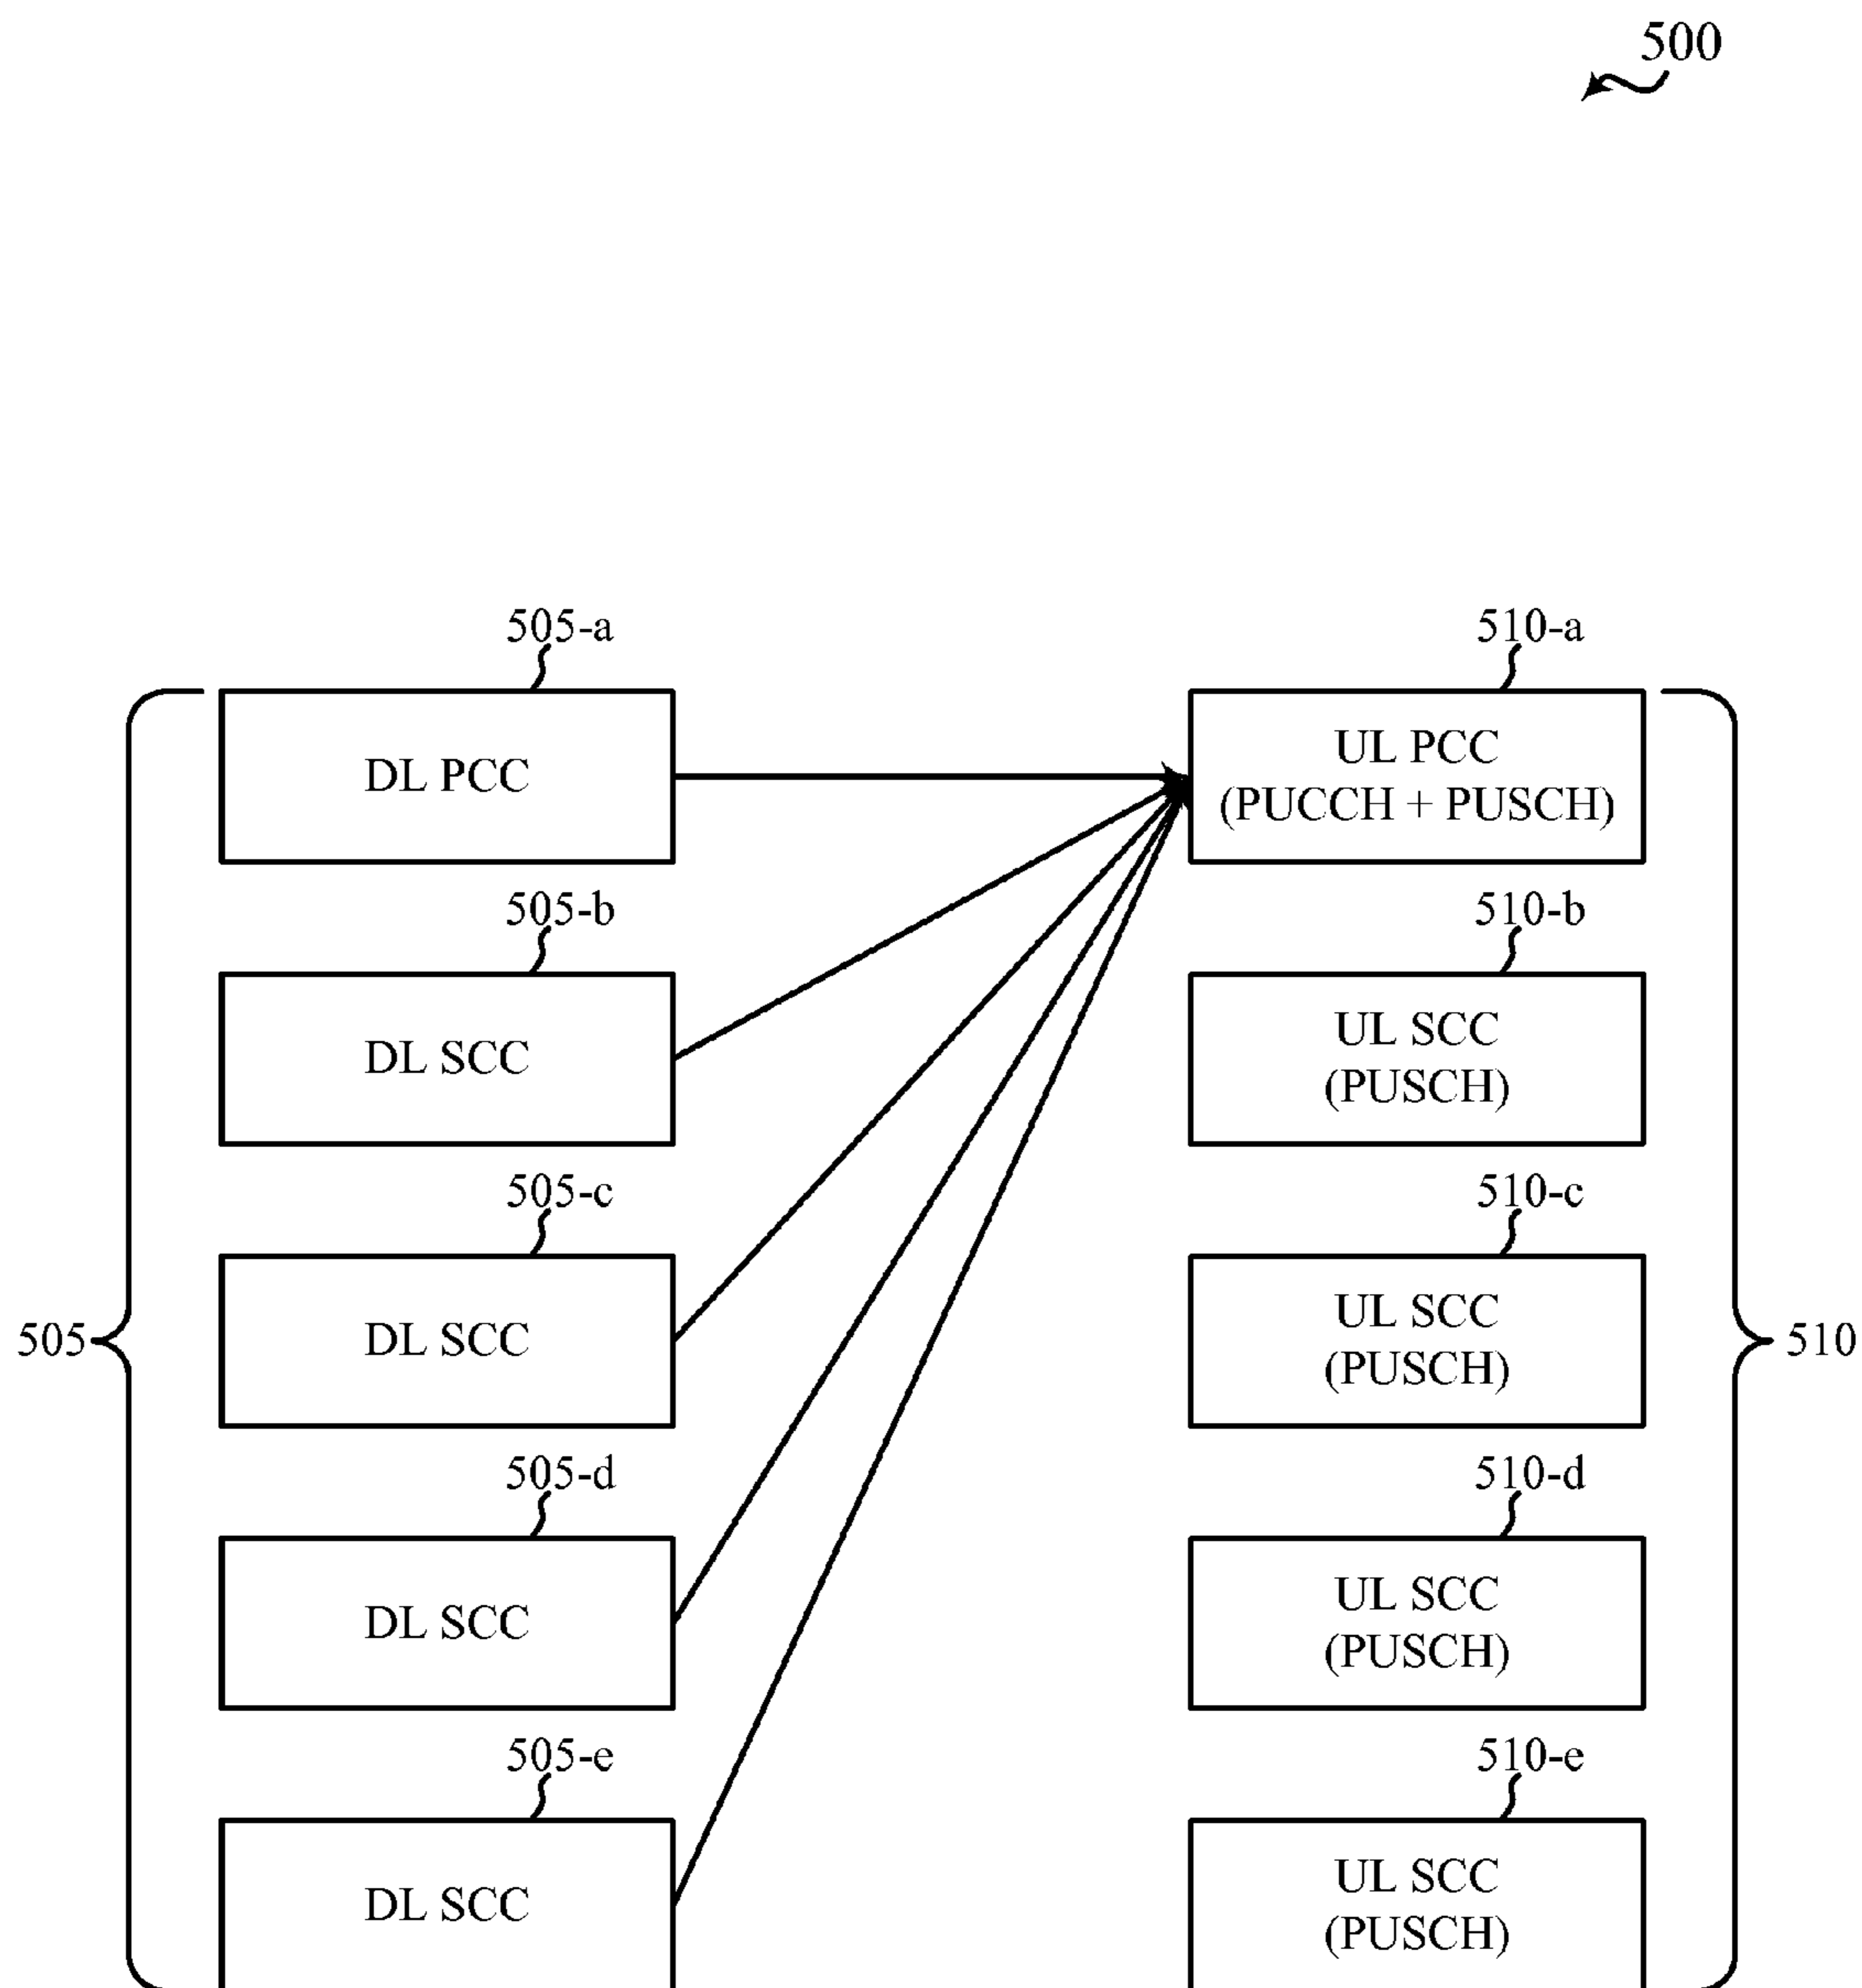 500
505-a
510-a
DL PCC
UL PCC
(PUCCH + PUSCH)
505-b
510-b
DL SCC
UL SCC
(PUSCH)
505-c
510-c
505
DL SCC
UL SCC
(PUSCH)
510
505-d
510-d
DL SCC
UL SCC
(PUSCH)
505-e
510-e
DL SCC
UL SCC
(PUSCH)